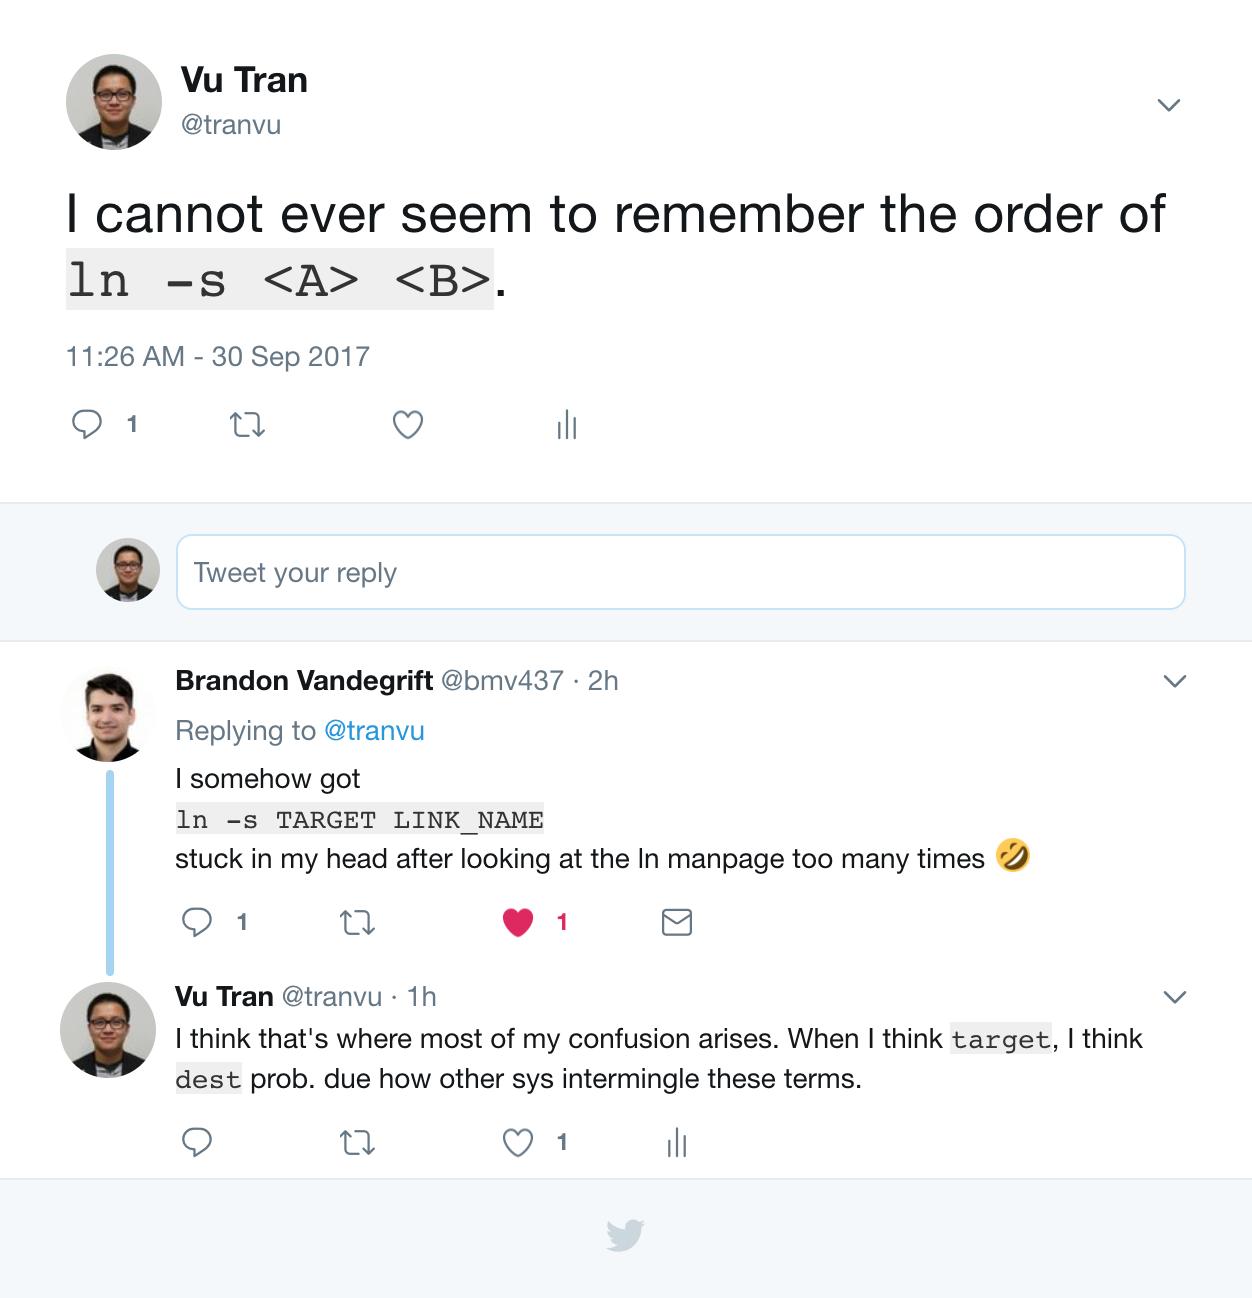 Vu Tran
@tranvu
I cannot ever seem to remember the order of
ln -s <A> <B>.
11:26 AM - 30 Sep 2017
1
Tweet your reply
Brandon Vandegrift @bmv437 · 2h
Replying to @tranvu
I somehow got
ln -s TARGET LINK_NAME
stuck in my head after looking at the ln manpage too many times 🤣
1 1
Vu Tran @tranvu · 1h
I think that's where most of my confusion arises. When I think target, I think
dest prob. due how other sys intermingle these terms.
1